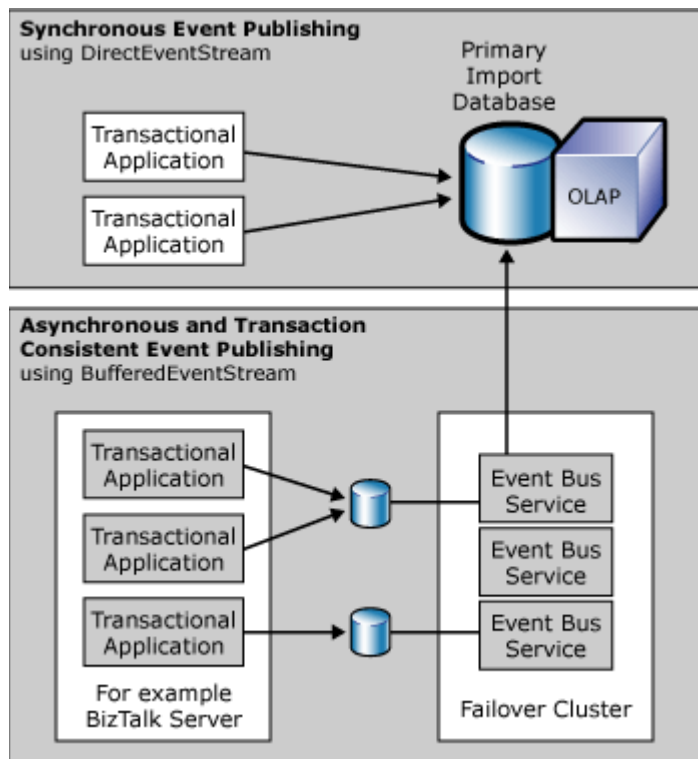 Synchronous Event Publishing
using DirectEventStream
Primary
Import
Database
Transactional
Application
Transactional
Application
OLAP
Asynchronous and Transaction
Consistent Event Publishing
using BufferedEventStream
Transactional
Application
Transactional
Application
Transactional
Application
For example
BizTalk Server
Event Bus
Service
Event Bus
Service
Event Bus
Service
Failover Cluster